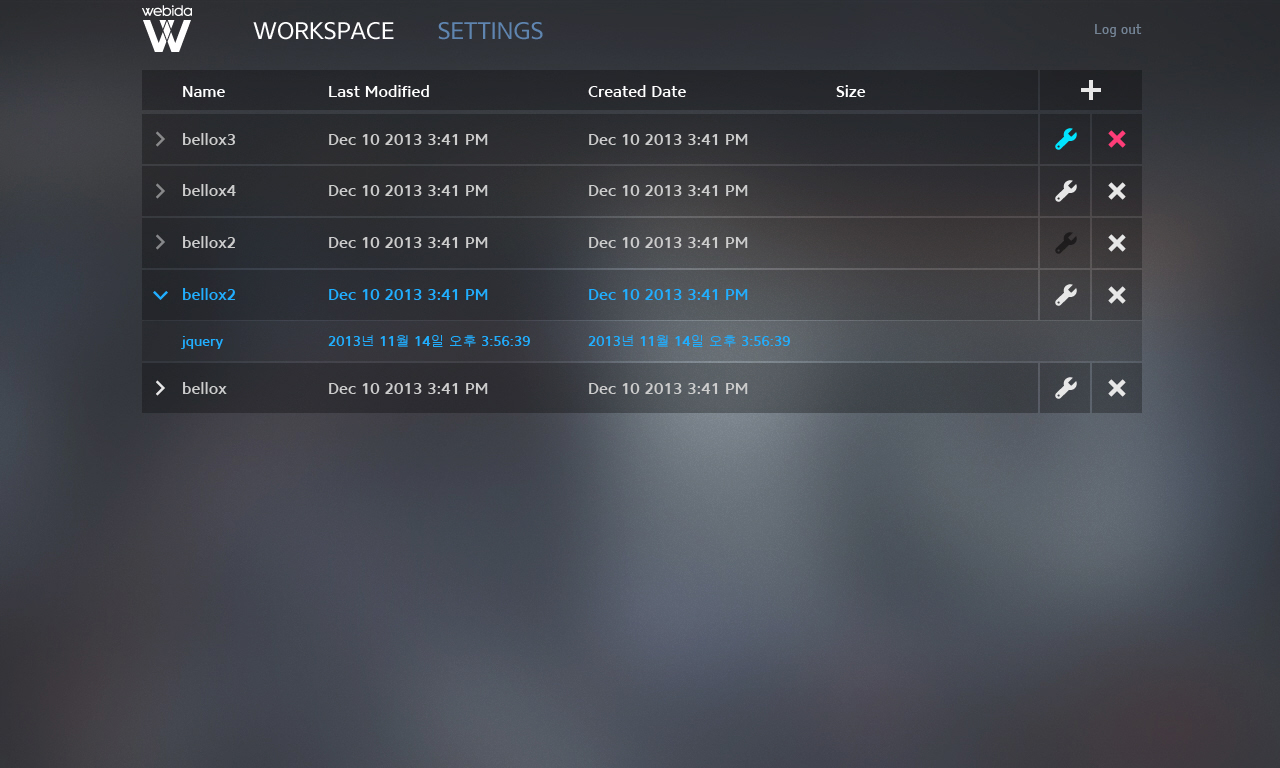 webida
WORKSPACE SETTINGS Log out
Name Last Modified Created Date Size
bellox3 Dec 10 2013 3:41 PM Dec 10 2013 3:41 PM
bellox4 Dec 10 2013 3:41 PM Dec 10 2013 3:41 PM
bellox2 Dec 10 2013 3:41 PM Dec 10 2013 3:41 PM
bellox2 Dec 10 2013 3:41 PM Dec 10 2013 3:41 PM
jquery 2013년 11월 14일 오후 3:56:39 2013년 11월 14일 오후 3:56:39
bellox Dec 10 2013 3:41 PM Dec 10 2013 3:41 PM